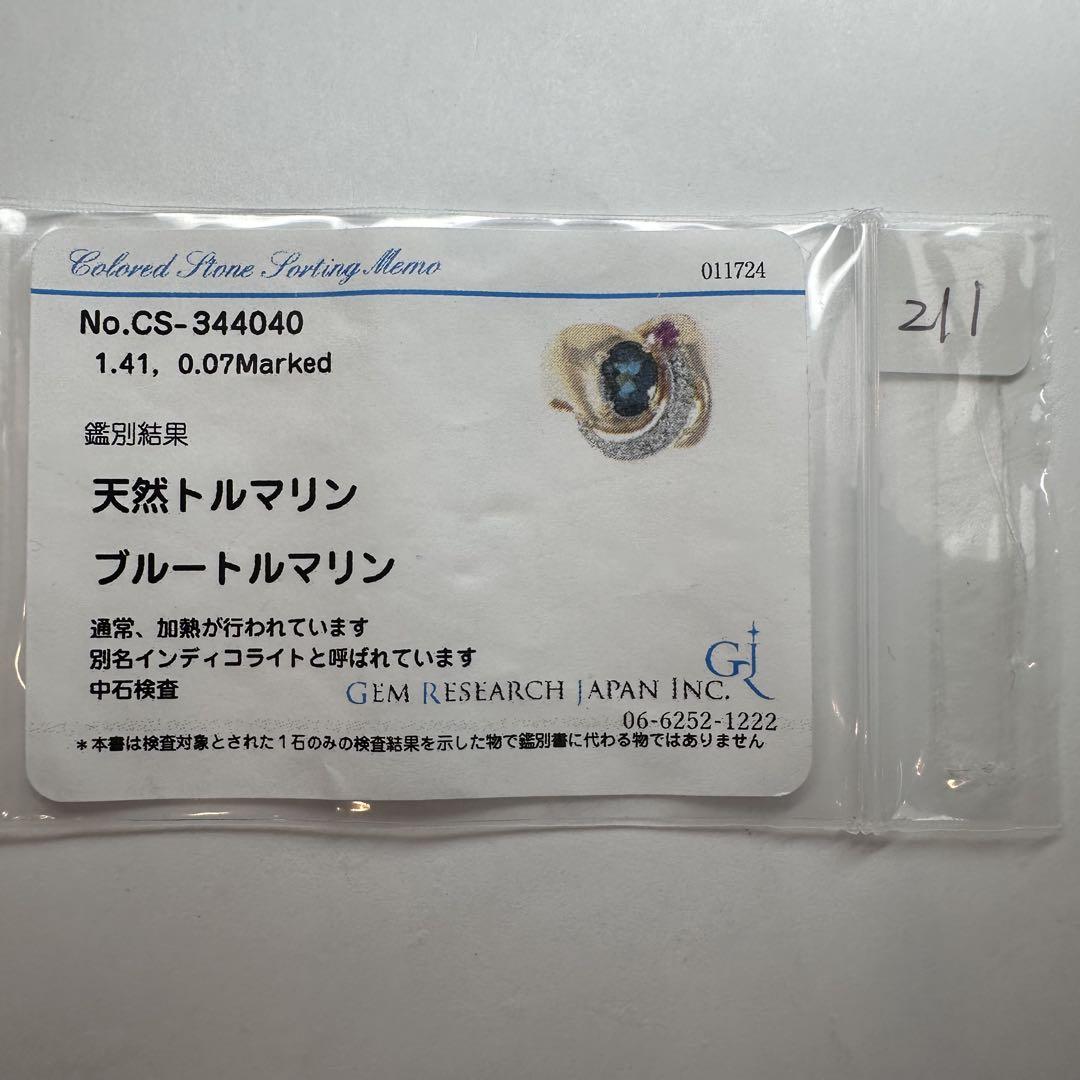 Colored Stone Sorting Memo
011724
No.CS-344040
1.41, 0.07Marked
211
鑑別結果
天然トルマリン
ブルートルマリン
通常、加熱が行われています
別名インディコライトと呼ばれています
中石検査
GJ
GEM RESEARCH JAPAN INC.
06-6252-1222
*本書は検査対象とされた1石のみの検査結果を示した物で鑑別書に代わる物ではありません